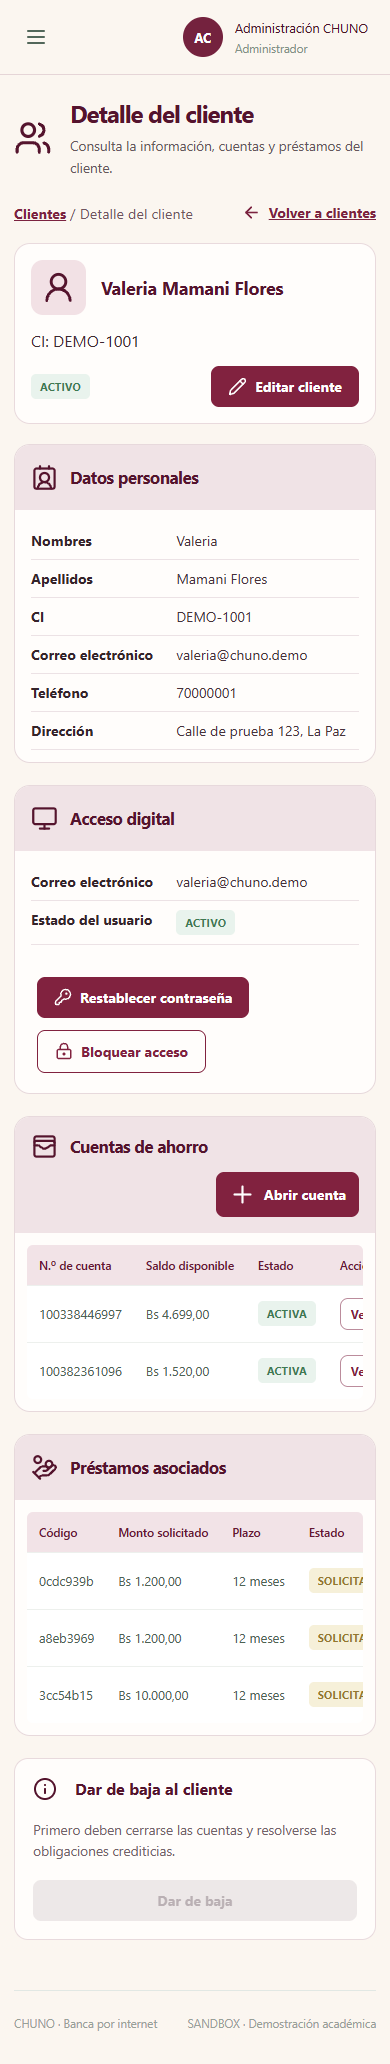 AC
Administración CHUNO
Administrador
Detalle del cliente
Consulta la información, cuentas y préstamos del
cliente.
Clientes / Detalle del cliente
Volver a clientes
Valeria Mamani Flores
CI: DEMO-1001
ACTIVO
Editar cliente
Datos personales
Nombres Valeria
Apellidos Mamani Flores
CI DEMO-1001
Correo electrónico valeria@chuno.demo
Teléfono 70000001
Dirección Calle de prueba 123, La Paz
Acceso digital
Correo electrónico valeria@chuno.demo
Estado del usuario ACTIVO
Restablecer contraseña
Bloquear acceso
Cuentas de ahorro
Abrir cuenta
N.º de cuenta Saldo disponible Estado Acci
100338446997 Bs 4.699,00 ACTIVA Ve
100382361096 Bs 1.520,00 ACTIVA Ve
Préstamos asociados
Código Monto solicitado Plazo Estado
0cdc939b Bs 1.200,00 12 meses SOLICITA
a8eb3969 Bs 1.200,00 12 meses SOLICITA
3cc54b15 Bs 10.000,00 12 meses SOLICITA
Dar de baja al cliente
Primero deben cerrarse las cuentas y resolverse las
obligaciones crediticias.
Dar de baja
CHUNO · Banca por internet SANDBOX · Demostración académica